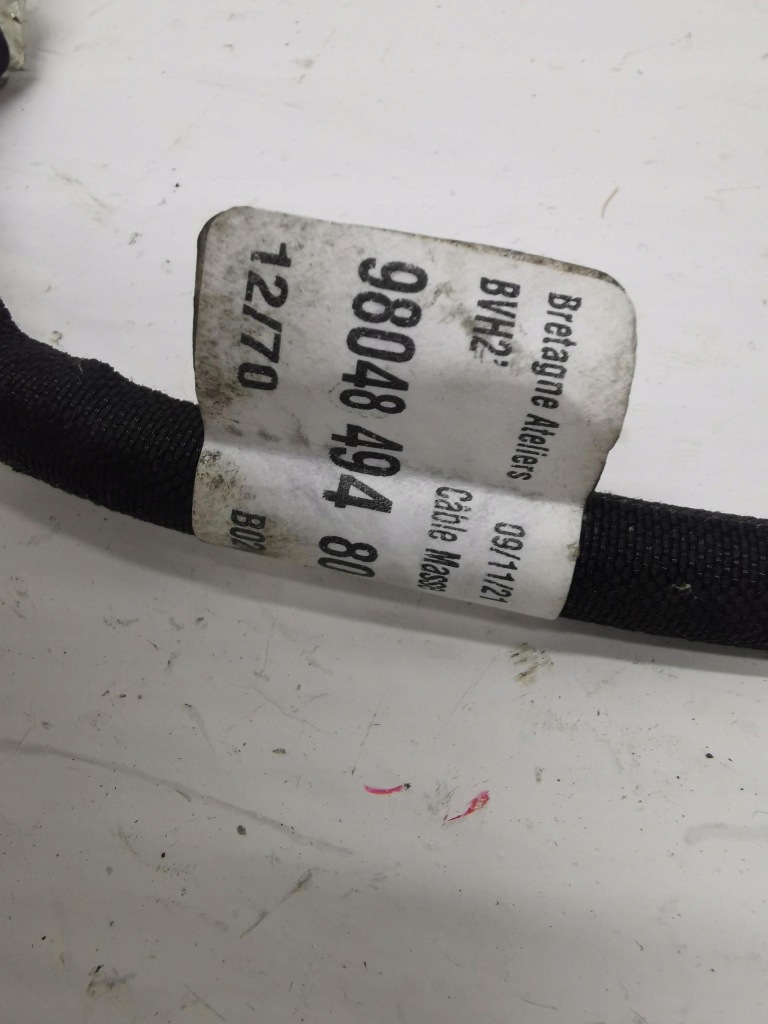 Bretagne Ateliers 09/11/21
BVH2: Câble Masse
98048 494 80
12/70